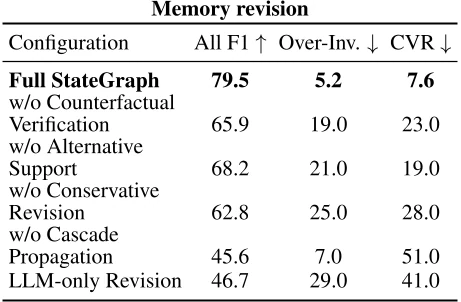 Memory revision
Configuration All F1 ↑ Over-Inv. ↓ CVR ↓
Full StateGraph 79.5 5.2 7.6
w/o Counterfactual
Verification 65.9 19.0 23.0
w/o Alternative
Support 68.2 21.0 19.0
w/o Conservative
Revision 62.8 25.0 28.0
w/o Cascade
Propagation 45.6 7.0 51.0
LLM-only Revision 46.7 29.0 41.0